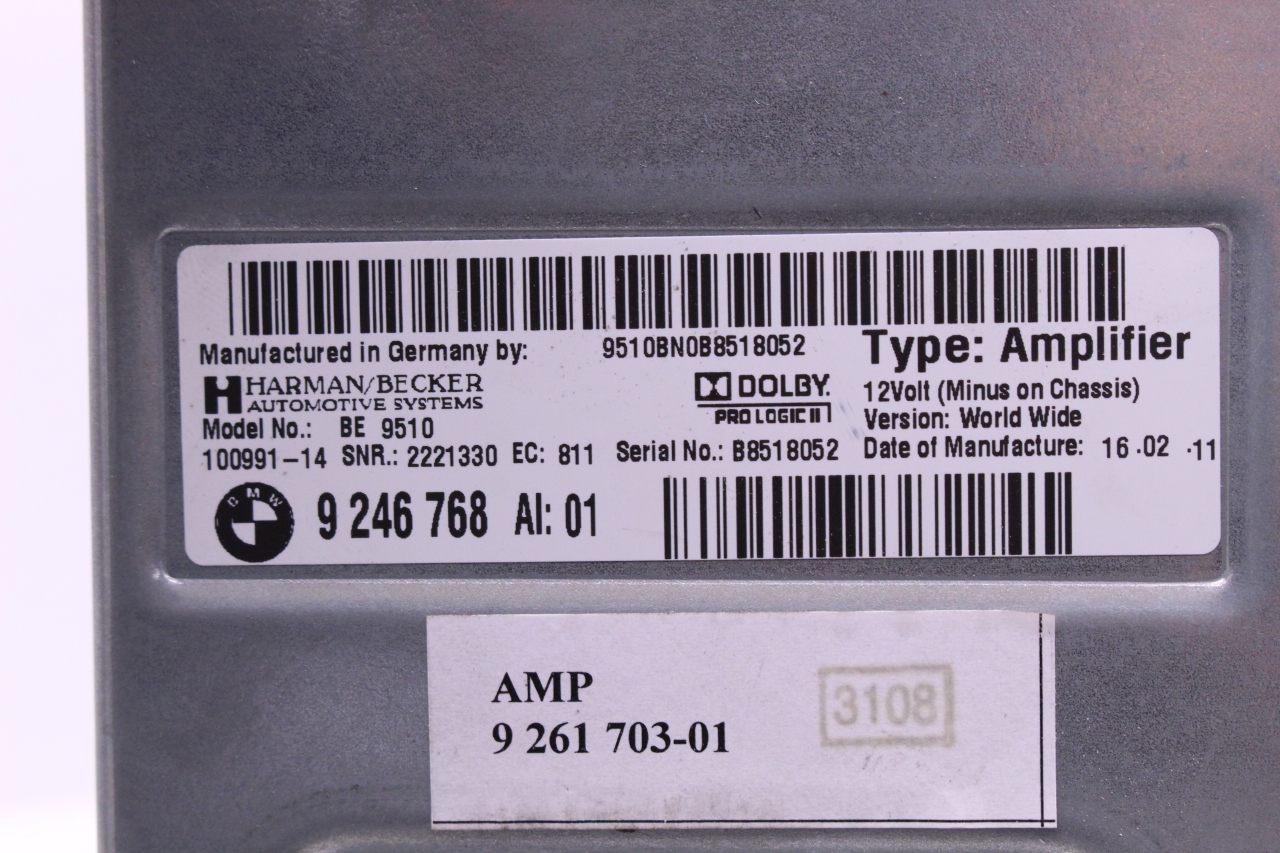 Manufactured in Germany by: 9510BN0B8518052 Type: Amplifier
HARMAN/BECKER
AUTOMOTIVE SYSTEMS
DOLBY
PRO LOGIC II
12Volt (Minus on Chassis)
Version: World Wide
Model No.: BE 9510
100991-14 SNR.: 2221330 EC: 811 Serial No.: B8518052 Date of Manufacture: 16.02.11
BMW 9 246 768 AI: 01
AMP
9 261 703-01
3108